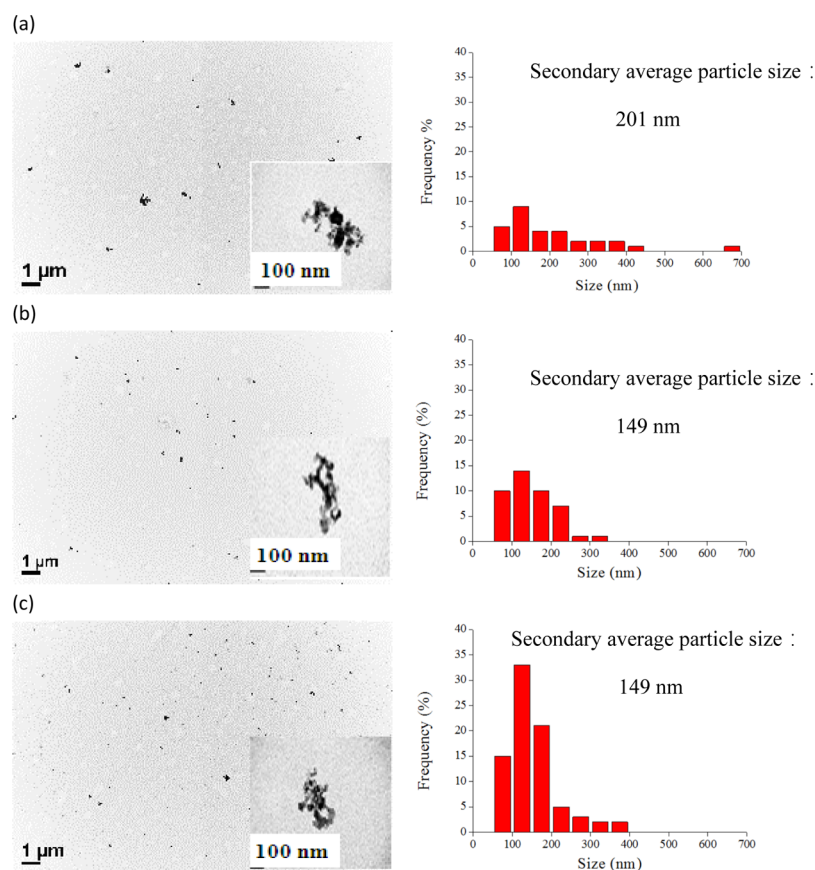 (a)
1 μm
100 nm
Secondary average particle size：
201 nm
Frequency %
40
35
30
25
20
15
10
5
0
0 100 200 300 400 500 600 700
Size (nm)
(b)
1 μm
100 nm
Secondary average particle size：
149 nm
Frequency (%)
40
35
30
25
20
15
10
5
0
0 100 200 300 400 500 600 700
Size (nm)
(c)
1 μm
100 nm
Secondary average particle size：
149 nm
Frequency (%)
40
35
30
25
20
15
10
5
0
0 100 200 300 400 500 600 700
Size (nm)